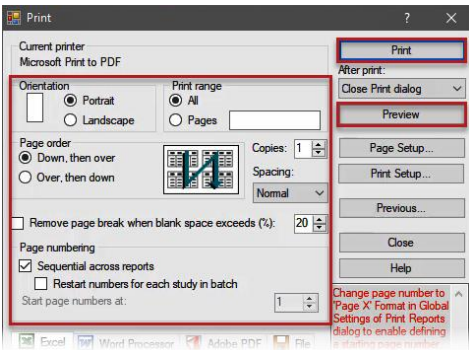 Print
?
Current printer
Microsoft Print to PDF
Print
After print:
Close Print dialog
Orientation
Portrait
Landscape
Print range
All
Pages
Preview
Page order
Down, then over
Over, then down
Copies: 1
Spacing:
Normal
Page Setup...
Print Setup...
Previous...
Remove page break when blank space exceeds (%): 20
Page numbering
Sequential across reports
Restart numbers for each study in batch
Start page numbers at: 1
Close
Help
Change page number to
'Page X' Format in Global
Settings of Print Reports
dialog to enable defining
a starting page number
Excel
Word Processor
Adobe PDF
File